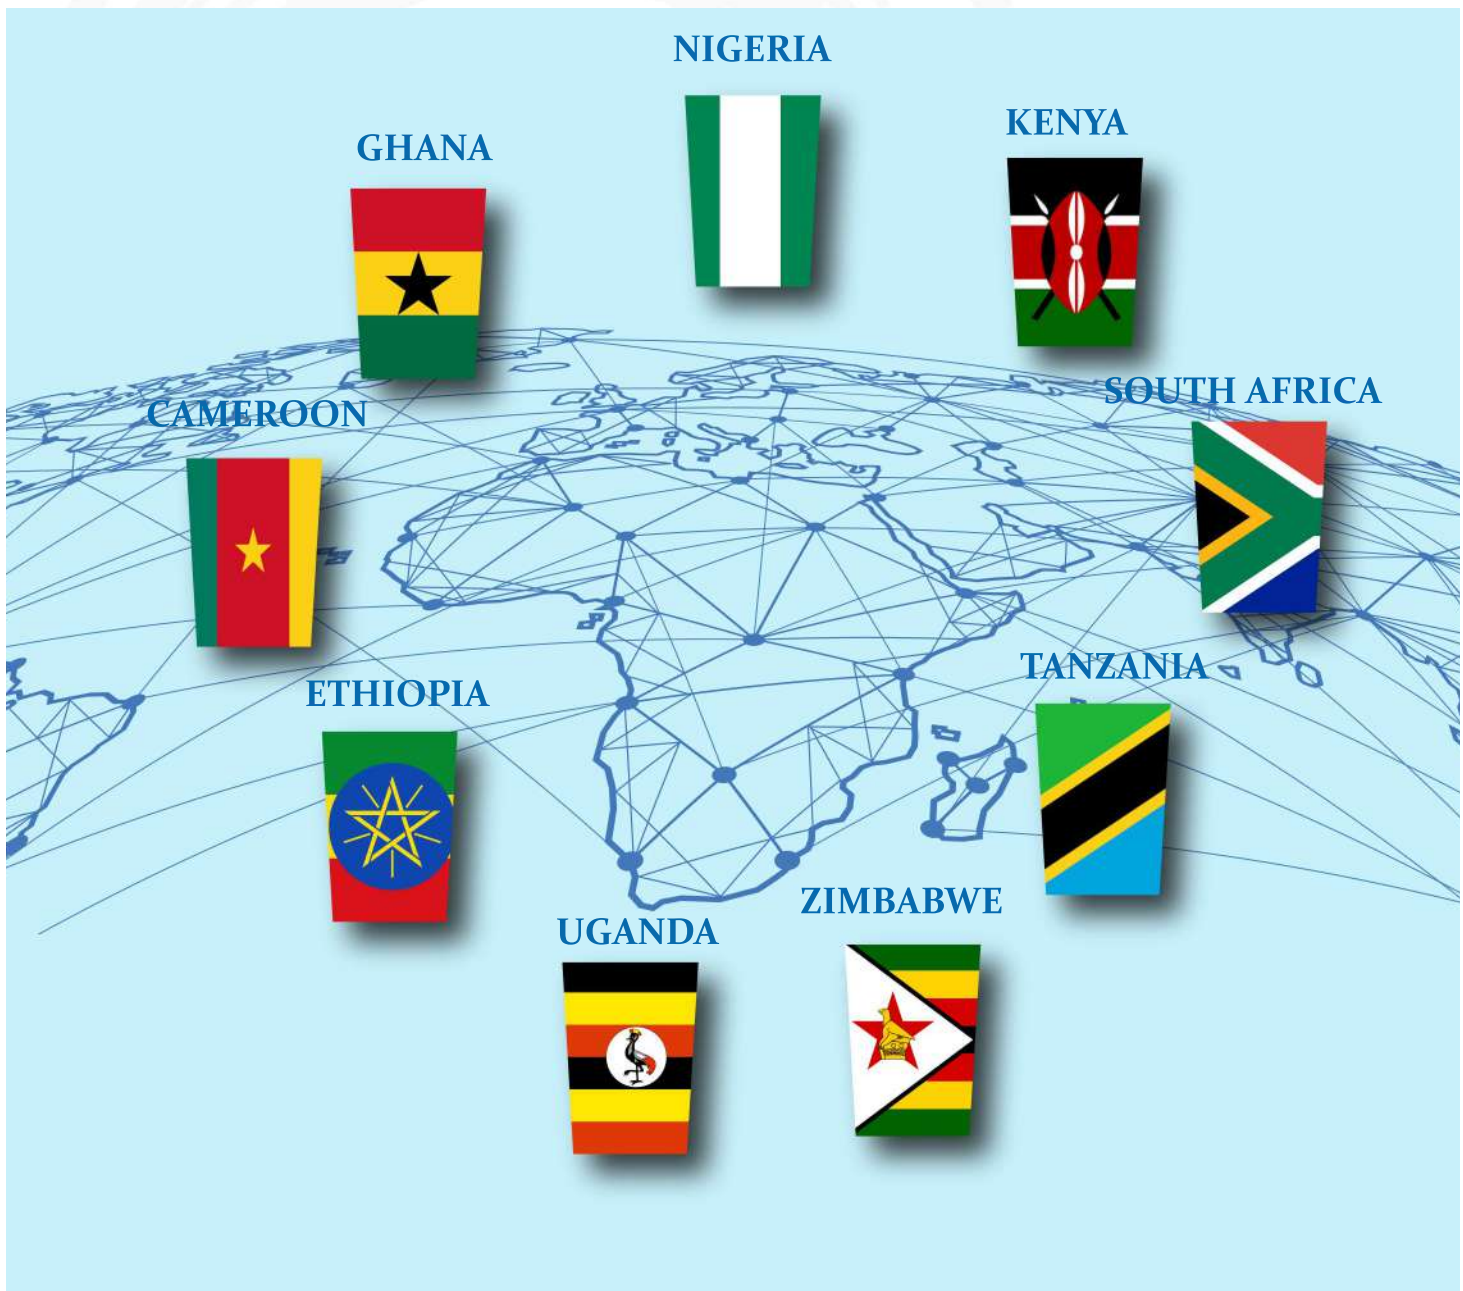 NIGERIA
KENYA
GHANA
SOUTH AFRICA
CAMEROON
TANZANIA
ETHIOPIA
ZIMBABWE
UGANDA